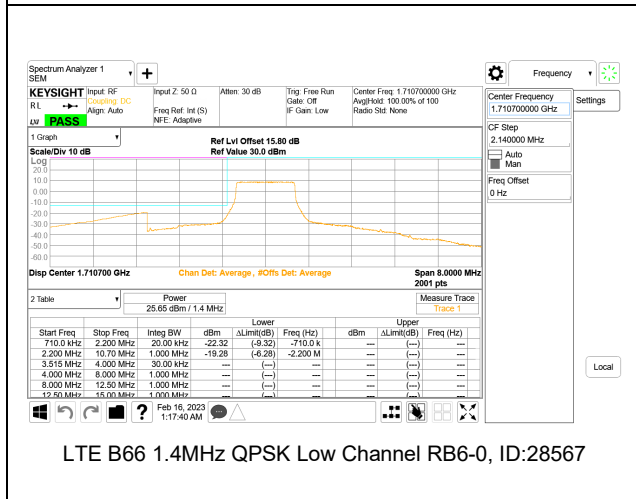 Spectrum Analyzer 1
SEM
KEYSIGHT
Input: RF
Coupling: DC
Align: Auto
Input Z: 50 Ω
Freq Ref: Int (S)
NFE: Adaptive
Atten: 30 dB
Trig: Free Run
Gate: Off
IF Gain: Low
Center Freq: 1.710700000 GHz
Avg|Hold: 100.00% of 100
Radio Std: None
R L
LXI PASS
1 Graph
Scale/Div 10 dB
Ref Lvl Offset 15.80 dB
Ref Value 30.0 dBm
Log
20.0
10.0
0.00
-10.0
-20.0
-30.0
-40.0
-50.0
-60.0
Disp Center 1.710700 GHz
Chan Det: Average, #Offs Det: Average
Span 8.0000 MHz
2001 pts
2 Table
Power
25.65 dBm / 1.4 MHz
Measure Trace
Trace 1
Lower Upper
Start Freq Stop Freq Integ BW dBm ΔLimit(dB) Freq (Hz) dBm ΔLimit(dB) Freq (Hz)
710.0 kHz 2.200 MHz 20.00 kHz -22.32 (-9.32) -710.0 k --- (---) ---
2.200 MHz 10.70 MHz 1.000 MHz -19.28 (-6.28) -2.200 M --- (---) ---
3.515 MHz 4.000 MHz 30.00 kHz --- (---) --- --- (---) ---
4.000 MHz 8.000 MHz 1.000 MHz --- (---) --- --- (---) ---
8.000 MHz 12.50 MHz 1.000 MHz --- (---) --- --- (---) ---
12.50 MHz 15.00 MHz 1.000 MHz --- (---) --- --- (---) ---
Feb 16, 2023
1:17:40 AM
Frequency
Center Frequency
1.710700000 GHz
Settings
CF Step
2.140000 MHz
Auto
Man
Freq Offset
0 Hz
Local
LTE B66 1.4MHz QPSK Low Channel RB6-0, ID:28567